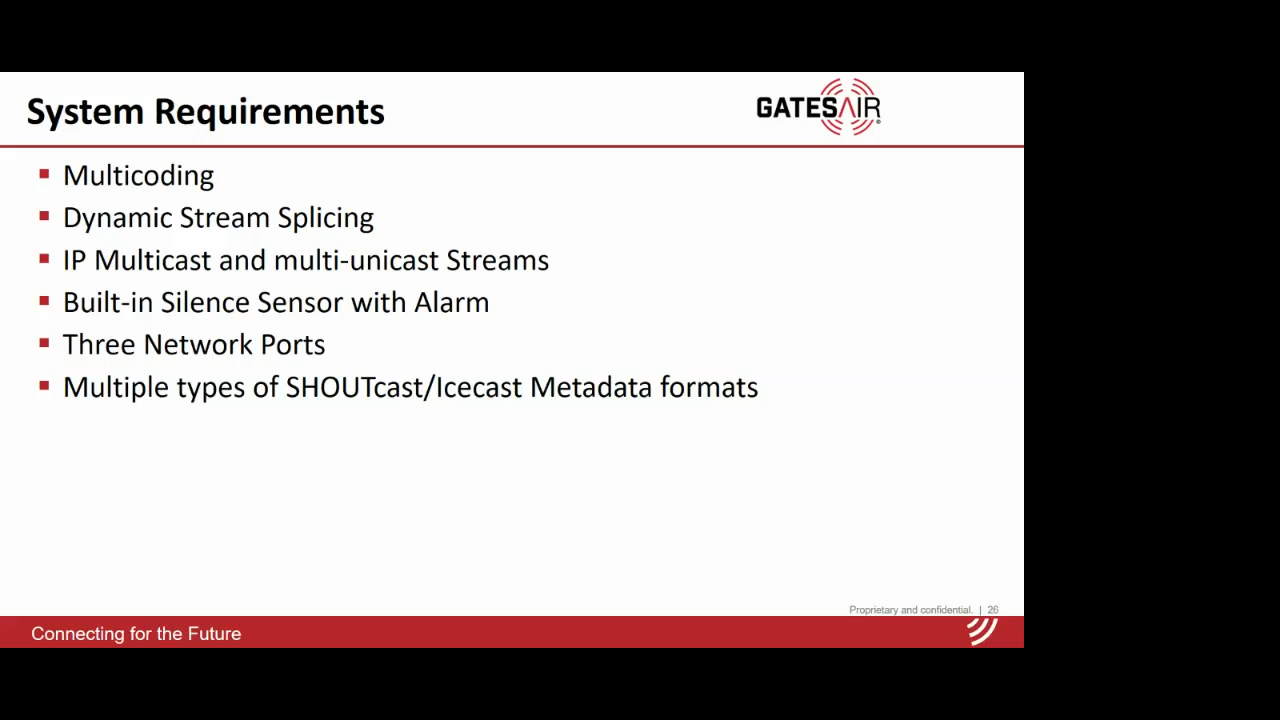 System Requirements
GATESAIR®
Multicoding
Dynamic Stream Splicing
IP Multicast and multi-unicast Streams
Built-in Silence Sensor with Alarm
Three Network Ports
Multiple types of SHOUTcast/Icecast Metadata formats
Proprietary and confidential. | 26
Connecting for the Future